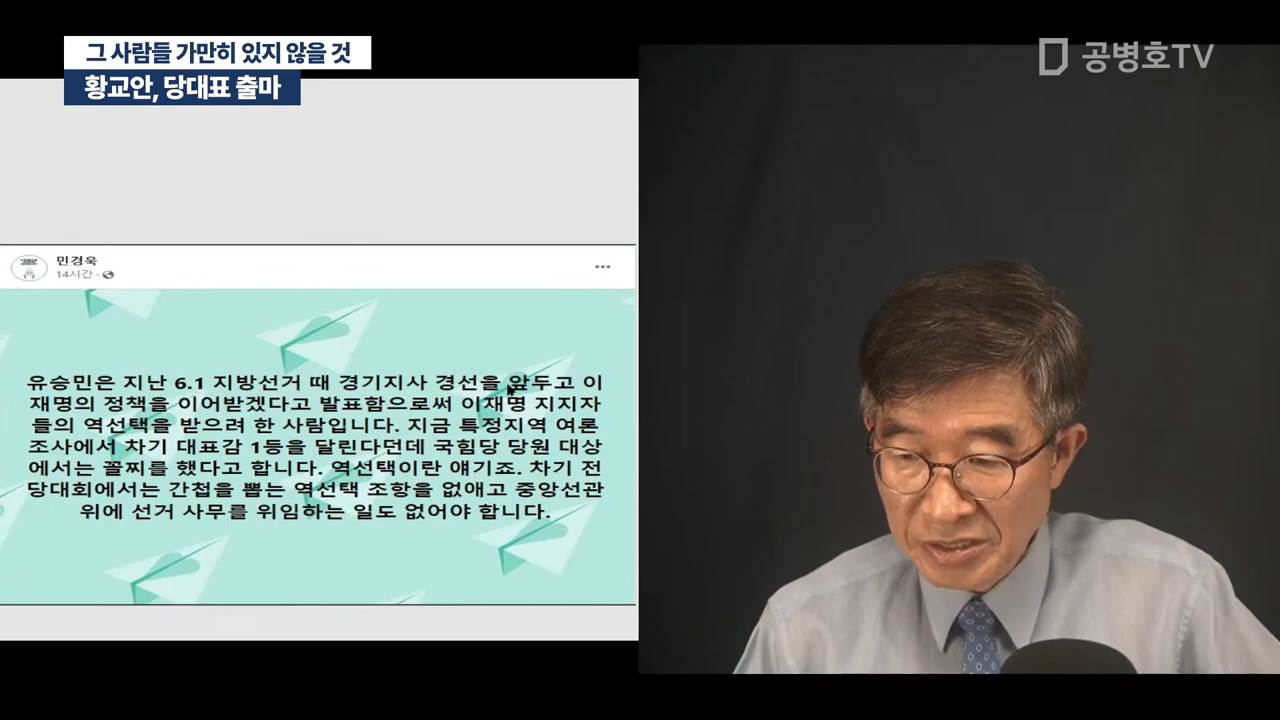 그 사람들 가만히 있지 않을 것
황교안, 당대표 출마
공병호TV
민경욱
14시간 ·
유승민은 지난 6.1 지방선거 때 경기지사 경선을 앞두고 이
재명의 정책을 이어받겠다고 발표함으로써 이재명 지지자
들의 역선택을 받으려 한 사람입니다. 지금 특정지역 여론
조사에서 차기 대표감 1등을 달린다던데 국힘당 당원 대상
에서는 꼴찌를 했다고 합니다. 역선택이란 얘기죠. 차기 전
당대회에서는 간첩을 뽑는 역선택 조항을 없애고 중앙선관
위에 선거 사무를 위임하는 일도 없어야 합니다.